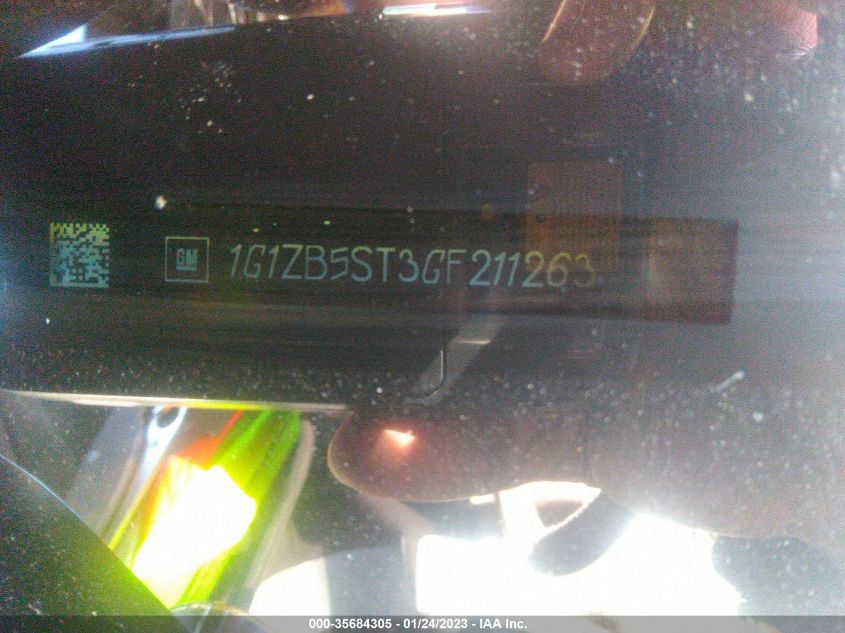 GM 1G1ZB5ST3GF211263
000-35684305 - 01/24/2023 - IAA Inc.